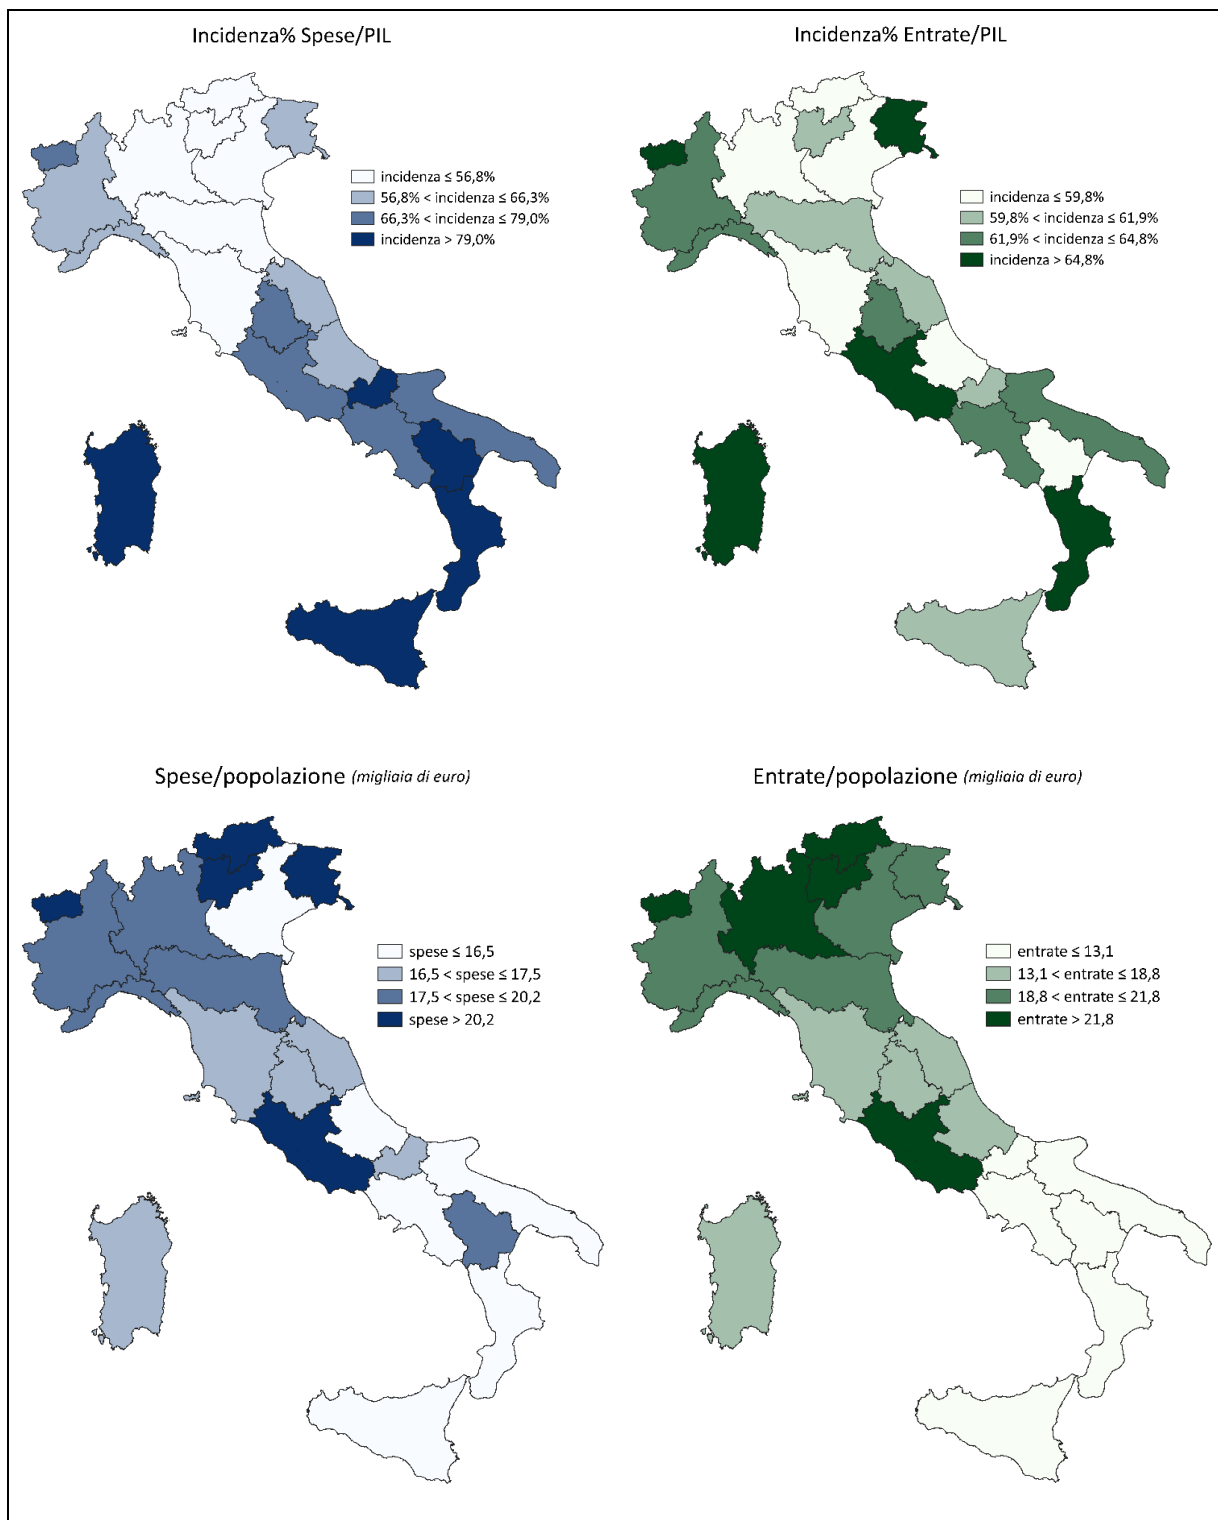 Incidenza% Spese/PIL
incidenza ≤ 56,8%
56,8% < incidenza ≤ 66,3%
66,3% < incidenza ≤ 79,0%
incidenza > 79,0%
Incidenza% Entrate/PIL
incidenza ≤ 59,8%
59,8% < incidenza ≤ 61,9%
61,9% < incidenza ≤ 64,8%
incidenza > 64,8%
Spese/popolazione (migliaia di euro)
spese ≤ 16,5
16,5 < spese ≤ 17,5
17,5 < spese ≤ 20,2
spese > 20,2
Entrate/popolazione (migliaia di euro)
entrate ≤ 13,1
13,1 < entrate ≤ 18,8
18,8 < entrate ≤ 21,8
entrate > 21,8